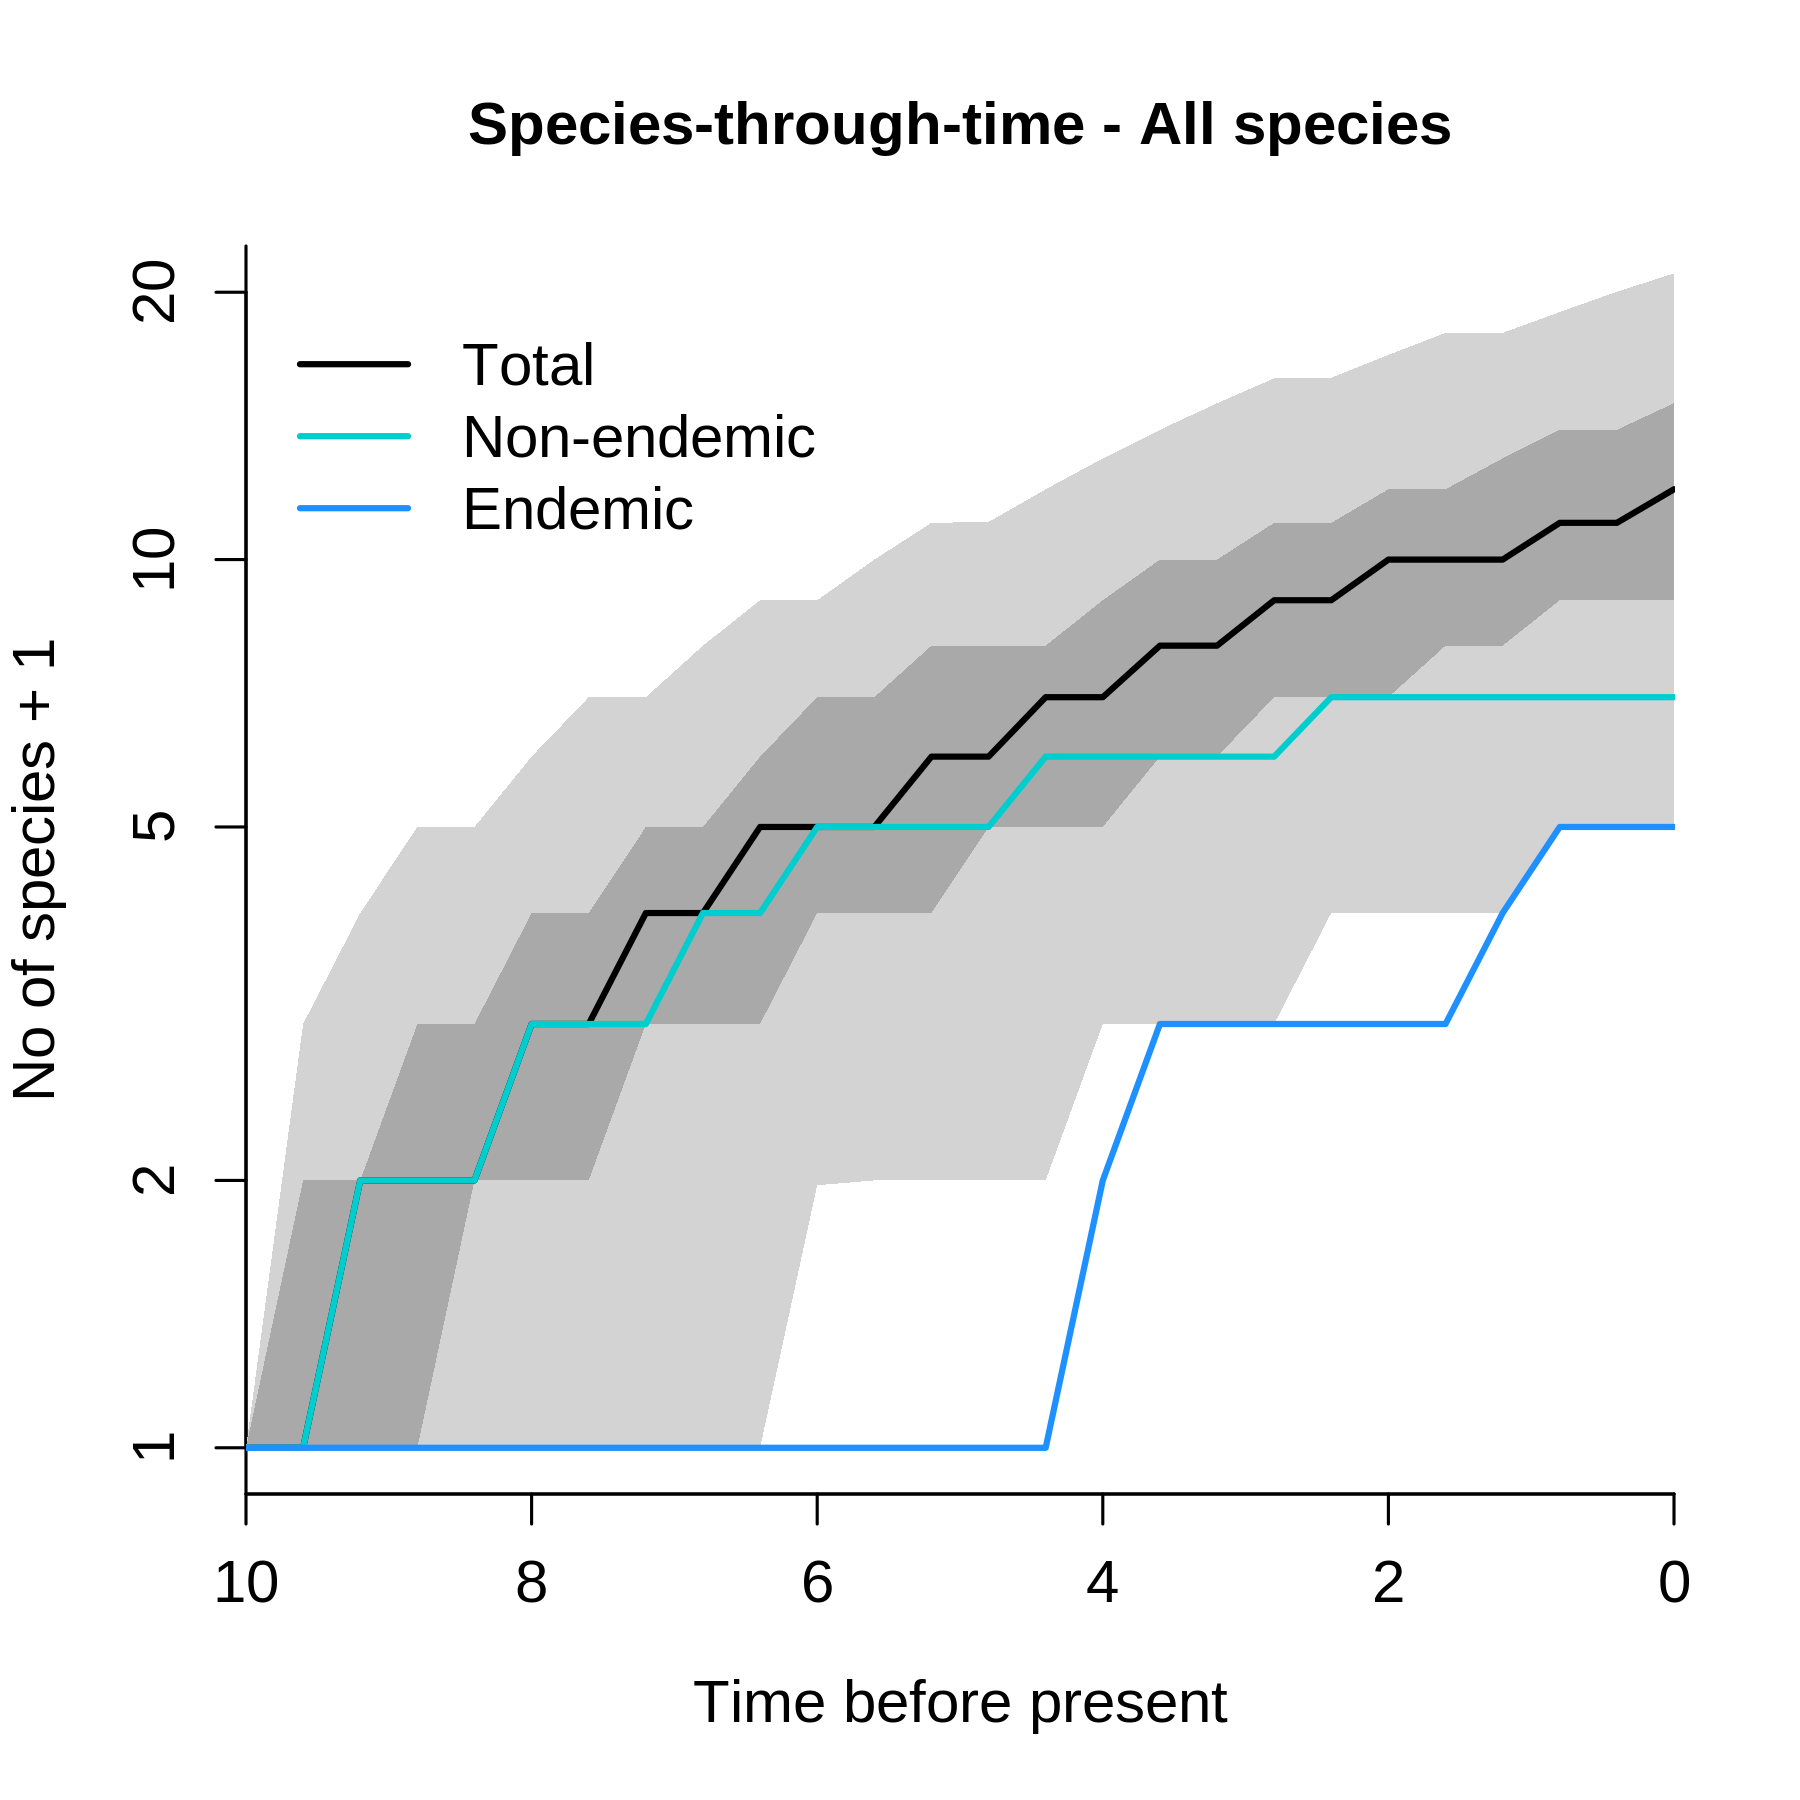 Species-through-time - All species
20
10
5
2
1
No of species + 1
Total
Non-endemic
Endemic
10 8 6 4 2 0
Time before present